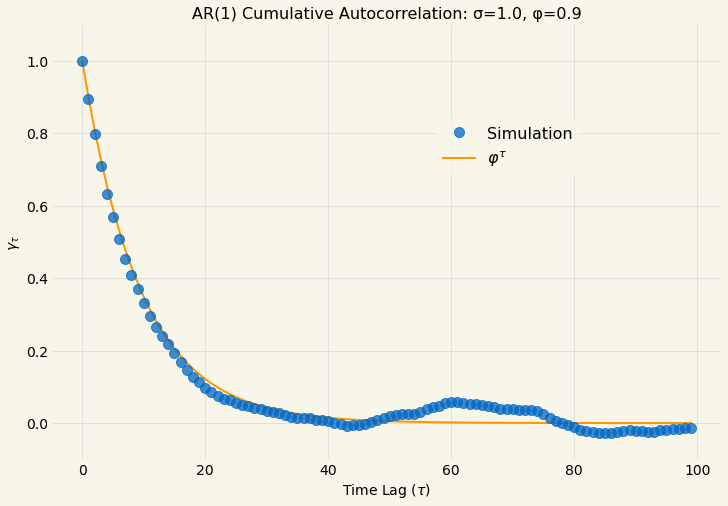 AR(1) Cumulative Autocorrelation: σ=1.0, φ=0.9
1.0
0.8
0.6
0.4
0.2
0.0
γτ
Simulation
φ^τ
0 20 40 60 80 100
Time Lag (τ)